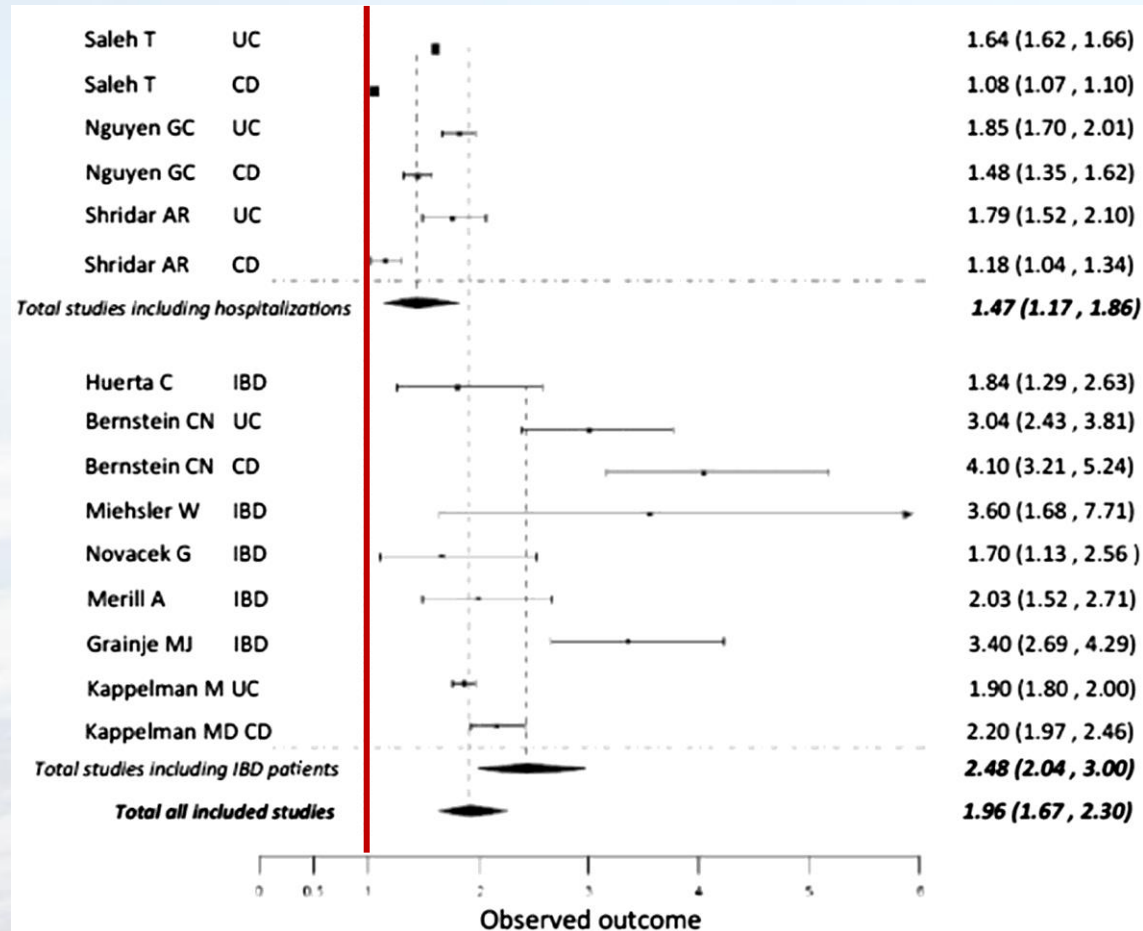 Saleh T UC 1.64 (1.62 , 1.66)
Saleh T CD 1.08 (1.07 , 1.10)
Nguyen GC UC 1.85 (1.70 , 2.01)
Nguyen GC CD 1.48 (1.35 , 1.62)
Shridar AR UC 1.79 (1.52 , 2.10)
Shridar AR CD 1.18 (1.04 , 1.34)
Total studies including hospitalizations 1.47 (1.17 , 1.86)
Huerta C IBD 1.84 (1.29 , 2.63)
Bernstein CN UC 3.04 (2.43 , 3.81)
Bernstein CN CD 4.10 (3.21 , 5.24)
Miehsler W IBD 3.60 (1.68 , 7.71)
Novacek G IBD 1.70 (1.13 , 2.56 )
Merill A IBD 2.03 (1.52 , 2.71)
Grainje MJ IBD 3.40 (2.69 , 4.29)
Kappelman M UC 1.90 (1.80 , 2.00)
Kappelman MD CD 2.20 (1.97 , 2.46)
Total studies including IBD patients 2.48 (2.04 , 3.00)
Total all included studies 1.96 (1.67 , 2.30)
0 0.5 1 2 3 4 5 6
Observed outcome